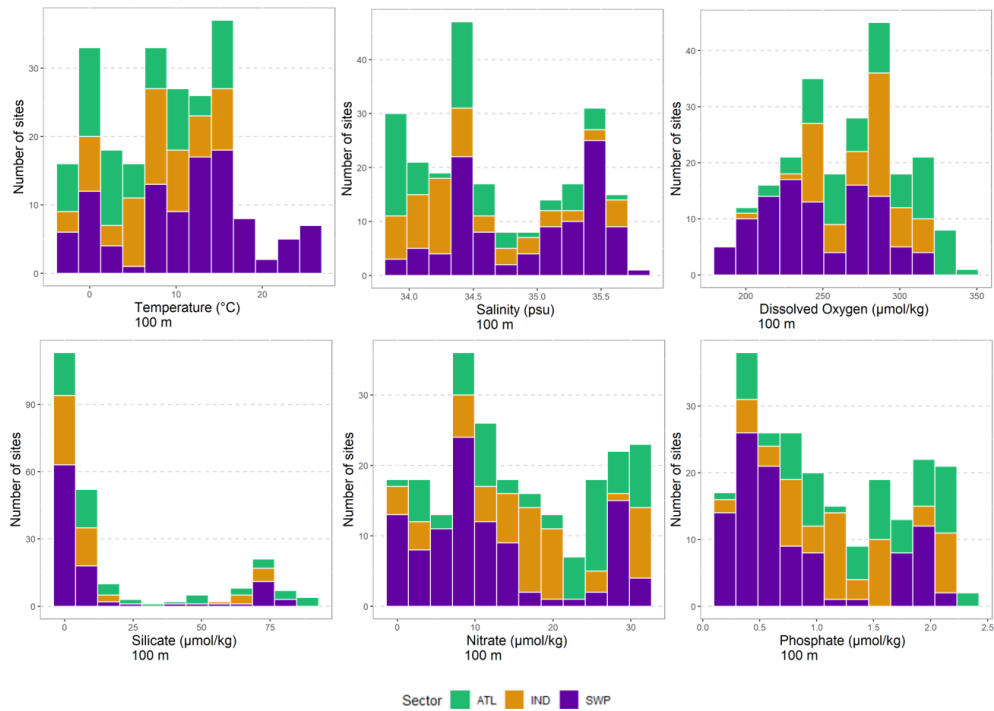 Number of sites
30
20
10
0
0
10
20
Temperature (°C)
100 m
Number of sites
40
30
20
10
0
34.0
34.5
35.0
35.5
Salinity (psu)
100 m
Number of sites
40
30
20
10
0
200
250
300
350
Dissolved Oxygen (µmol/kg)
100 m
Number of sites
90
60
30
0
0
25
50
75
Silicate (µmol/kg)
100 m
Number of sites
30
20
10
0
0
10
20
30
Nitrate (µmol/kg)
100 m
Number of sites
30
20
10
0
0.0
0.5
1.0
1.5
2.0
2.5
Phosphate (µmol/kg)
100 m
Sector ATL IND SWP